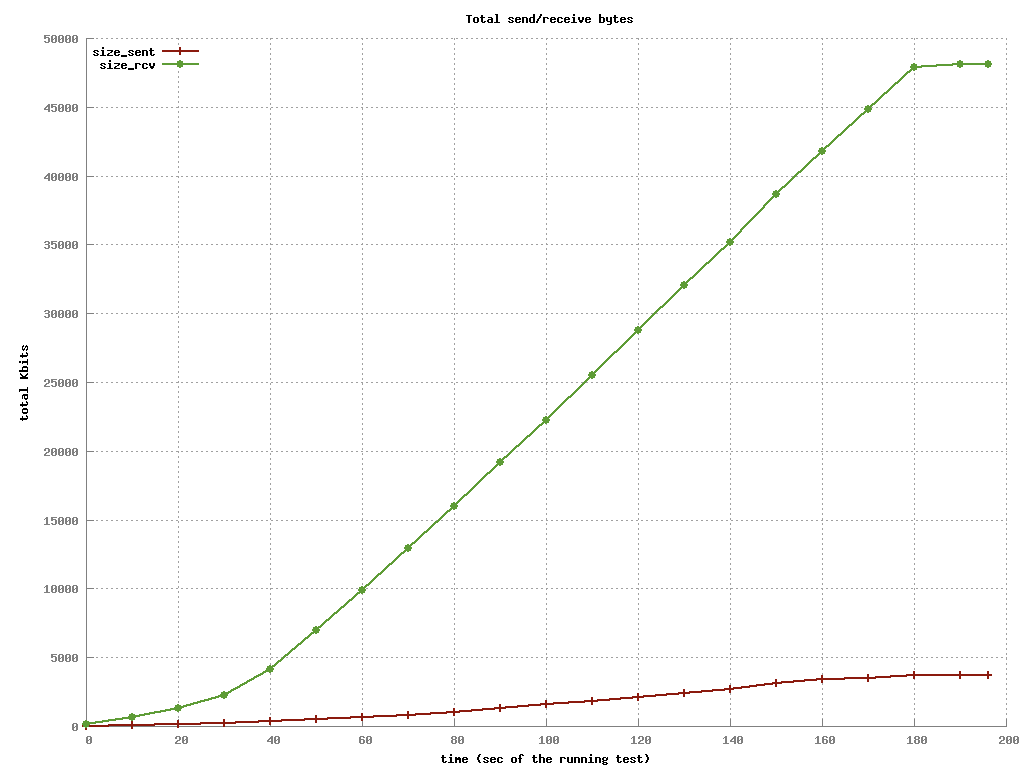 Total send/receive bytes
size_sent
size_rcv
50000
45000
40000
35000
30000
25000
20000
15000
10000
5000
0
total Kbits
0 20 40 60 80 100 120 140 160 180 200
time (sec of the running test)